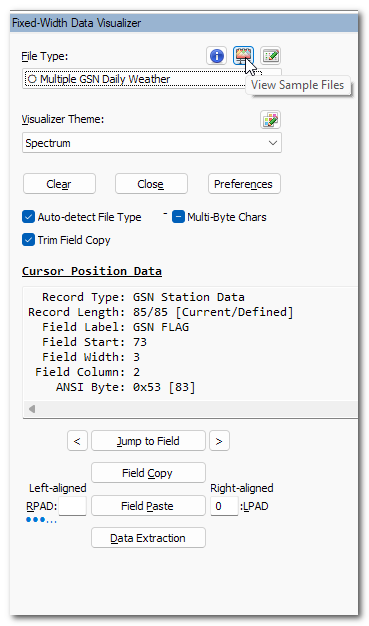 Fixed-Width Data Visualizer
File Type:
Multiple GSN Daily Weather
View Sample Files
Visualizer Theme:
Spectrum
Clear Close Preferences
Auto-detect File Type - Multi-Byte Chars
Trim Field Copy
Cursor Position Data
Record Type: GSN Station Data
Record Length: 85/85 [Current/Defined]
Field Label: GSN FLAG
Field Start: 73
Field Width: 3
Field Column: 2
ANSI Byte: 0x53 [83]
< Jump to Field >
Field Copy
Left-aligned Right-aligned
RPAD: Field Paste 0 :LPAD
Data Extraction